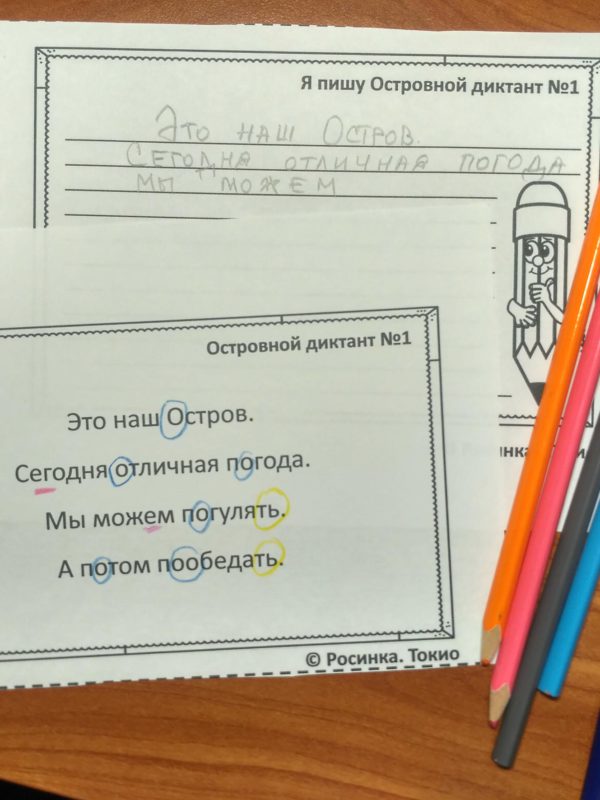 Я пишу Островной диктант №1
Это наш Остров.
Сегодня отличная погода
мы можем
Островной диктант №1
Это наш Остров.
Сегодня отличная погода.
Мы можем погулять.
А потом пообедать.
© Росинка. Токио